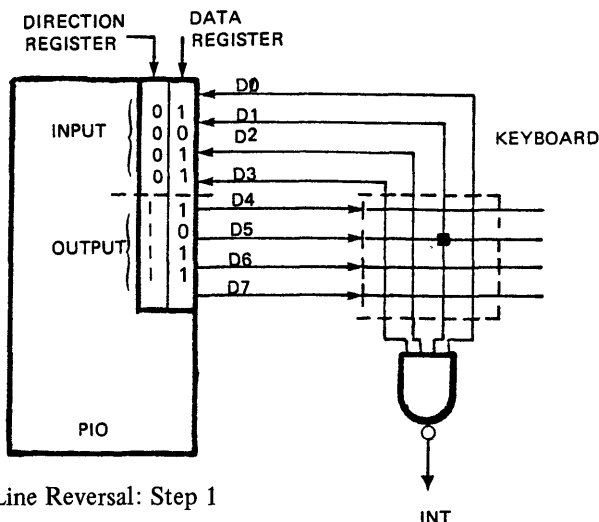 DIRECTION REGISTER
DATA REGISTER
INPUT
0 1
0 0
0 1
0 1
OUTPUT
1 1
1 0
1 1
1 1
D0
D1
D2
D3
D4
D5
D6
D7
KEYBOARD
PIO
INT
Line Reversal: Step 1